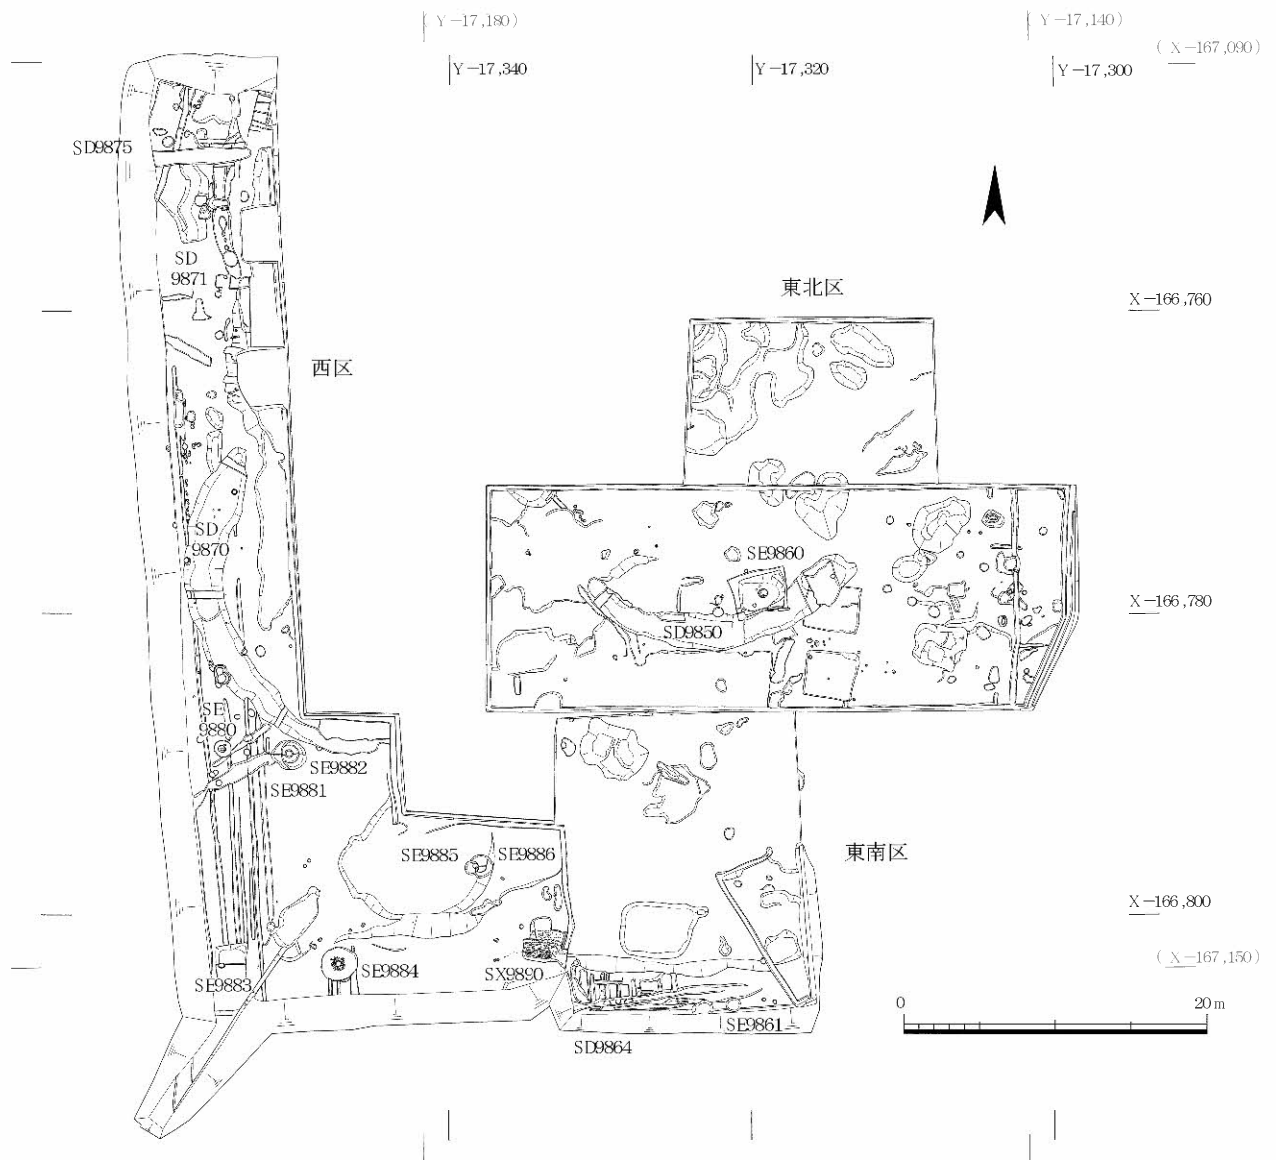 ( Y−17,180)
( Y−17,140)
( X−167,090)
Y−17,340
Y−17,320
Y−17,300
SD9875
SD
9871
東北区
X−166,760
西区
SD
9870
SE9860
SD9850
X−166,780
SE
9880
SE9882
SE9881
SE9885
SE9886
東南区
X−166,800
SE9883
SE9884
SX9890
( X−167,150)
0
20m
SE9861
SD9864